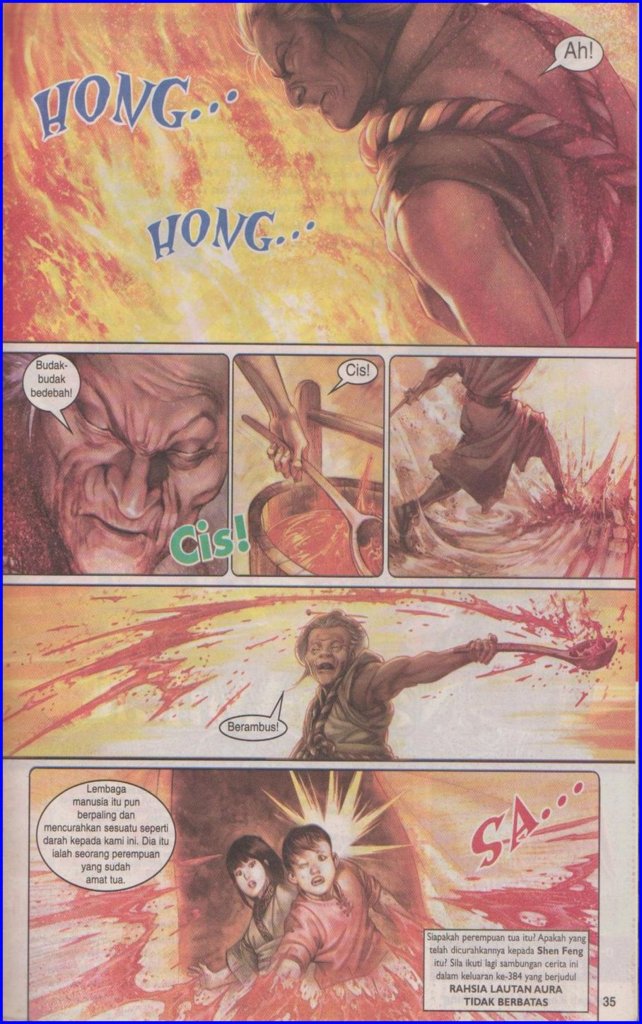 HONG...
Ah!
HONG...
Budak-
budak
bedebah!
Cis!
Cis!
Berambus!
Lembaga
manusia itu pun
berpaling dan
mencurahkan sesuatu seperti
darah kepada kami ini. Dia itu
ialah seorang perempuan
yang sudah
amat tua.
SA...
Siapakah perempuan tua itu? Apakah yang
telah dicurahkannya kepada Shen Feng
itu? Sila ikuti lagi sambungan cerita ini
dalam keluaran ke-384 yang berjudul
RAHSIA LAUTAN AURA
TIDAK BERBATAS
35